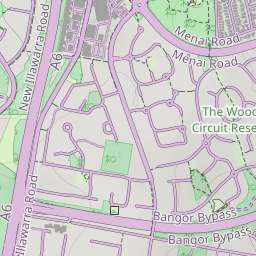 Menai Road
Menai Road
New Illawarra Road
A6
The Wood
Circuit Rese
Illawarra Road
A6
Bangor Bypass
Bangor Bypass